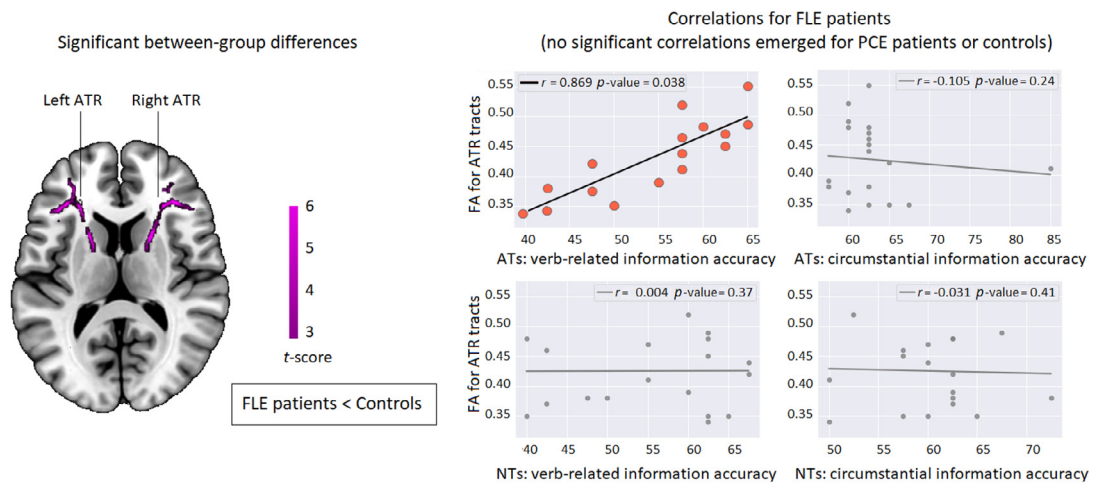 Significant between-group differences
Left ATR
Right ATR
6
5
4
3
t-score
FLE patients < Controls
Correlations for FLE patients
(no significant correlations emerged for PCE patients or controls)
FA for ATR tracts
0.55
0.50
0.45
0.40
0.35
r = 0.869 p-value = 0.038
40 45 50 55 60 65
ATs: verb-related information accuracy
0.55
0.50
0.45
0.40
0.35
r = -0.105 p-value = 0.24
60 65 70 75 80 85
ATs: circumstantial information accuracy
FA for ATR tracts
0.55
0.50
0.45
0.40
0.35
r = 0.004 p-value= 0.37
40 45 50 55 60 65
NTs: verb-related information accuracy
0.55
0.50
0.45
0.40
0.35
r = -0.031 p-value = 0.41
50 55 60 65 70
NTs: circumstantial information accuracy